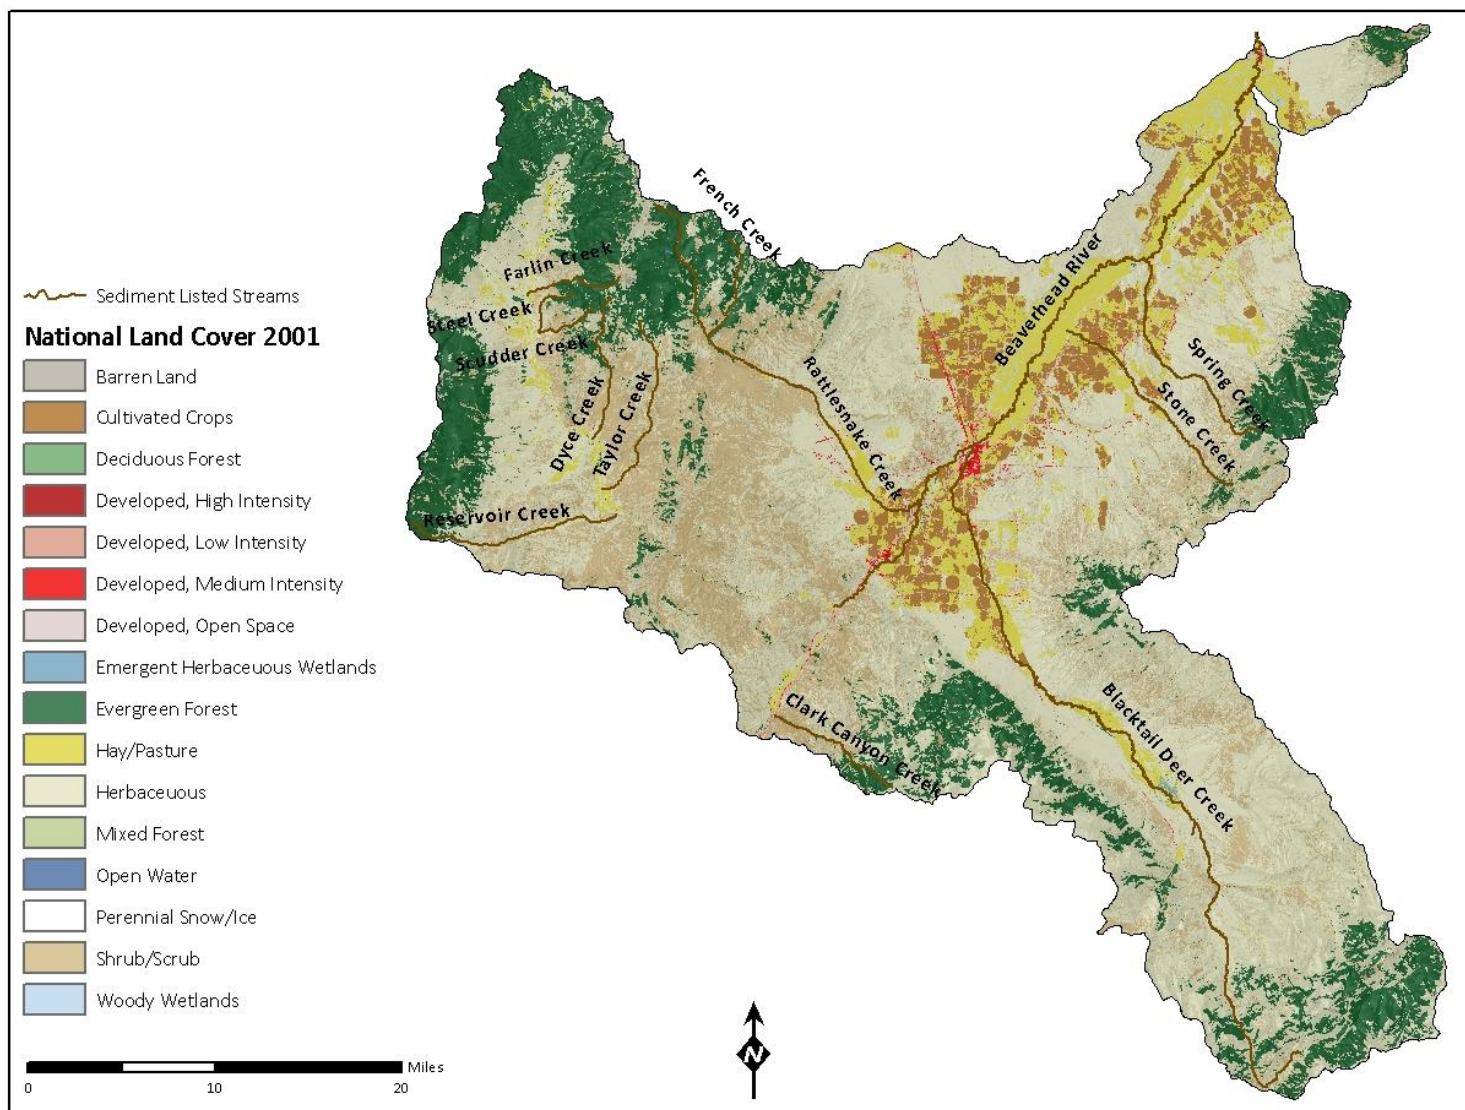 French Creek
Farlin Creek
Steel Creek
Scudder Creek
Dyce Creek
Taylor Creek
Reservoir Creek
Rattlesnake Creek
Beaverhead River
Spring Creek
Stone Creek
Clark Canyon Creek
Blacktail Deer Creek
Sediment Listed Streams
National Land Cover 2001
Barren Land
Cultivated Crops
Deciduous Forest
Developed, High Intensity
Developed, Low Intensity
Developed, Medium Intensity
Developed, Open Space
Emergent Herbaceuous Wetlands
Evergreen Forest
Hay/Pasture
Herbaceuous
Mixed Forest
Open Water
Perennial Snow/Ice
Shrub/Scrub
Woody Wetlands
Miles
0 10 20
N